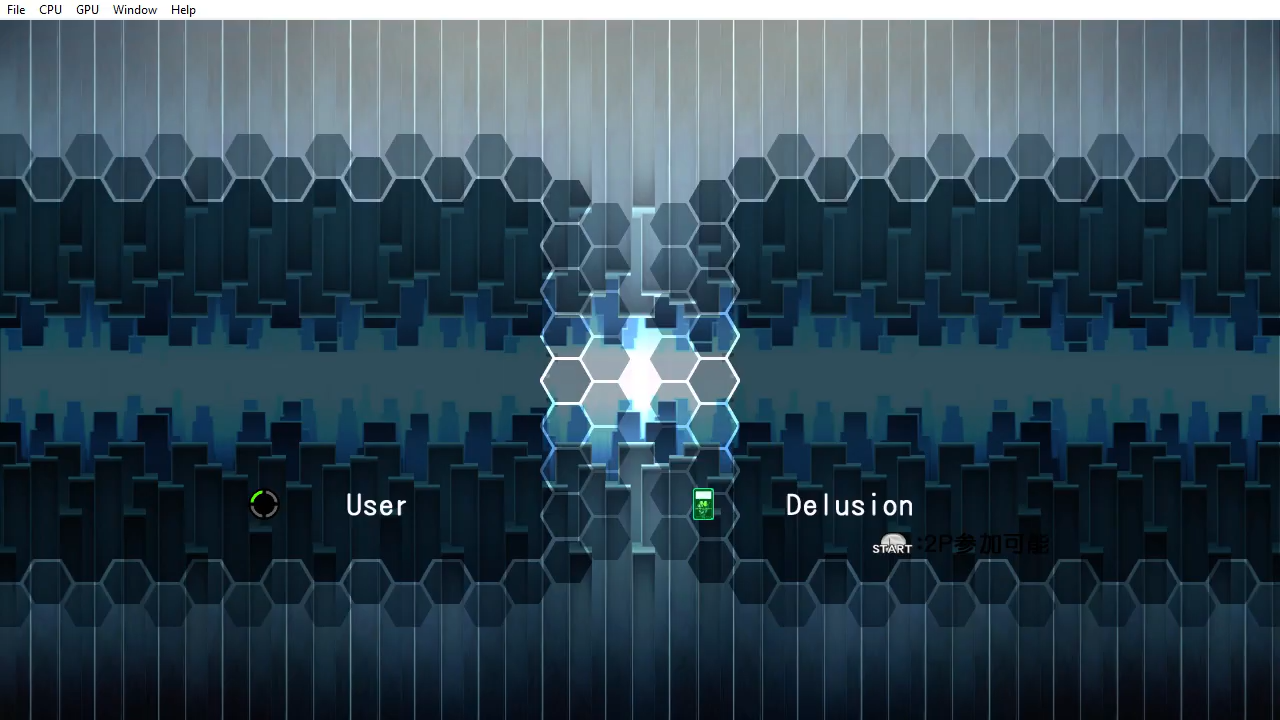 File CPU GPU Window Help
User
Delusion
START :2P参加可能